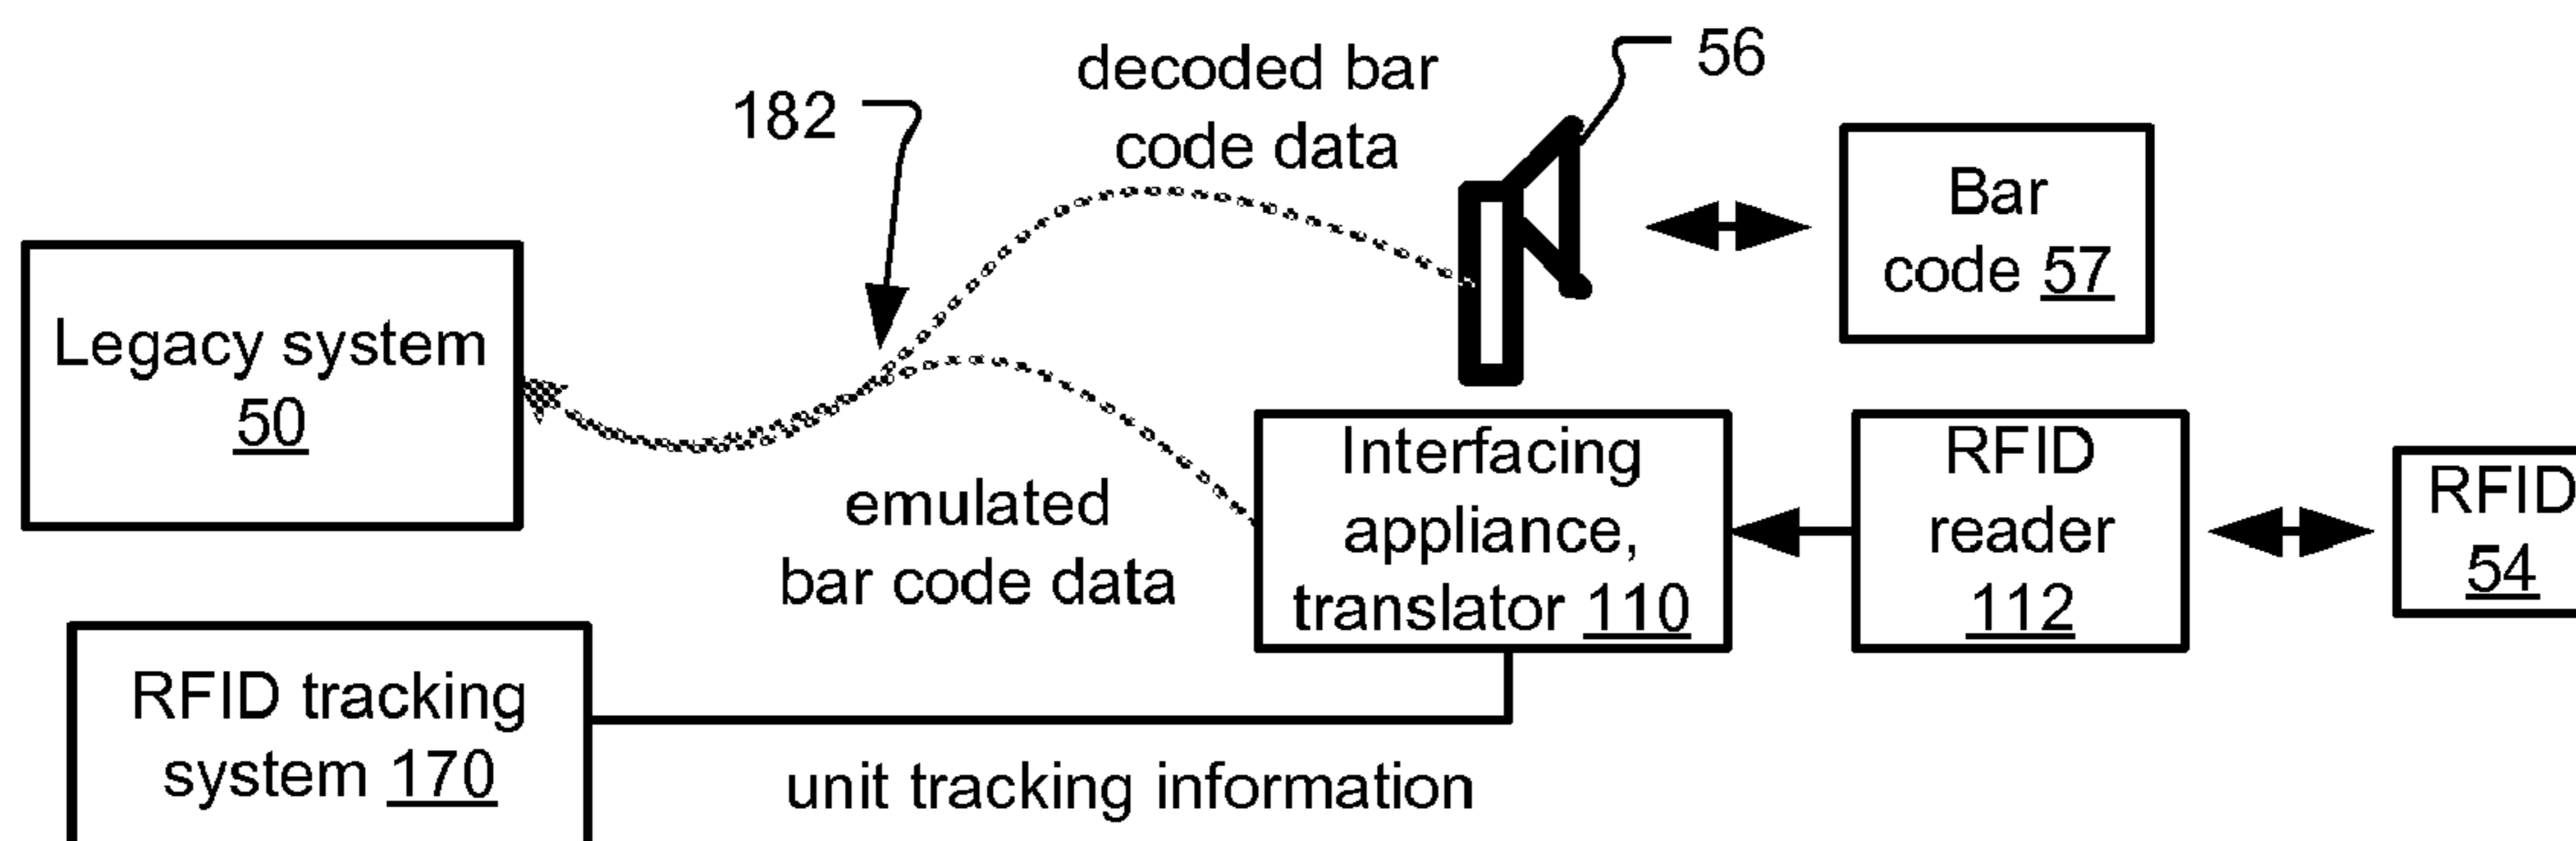 56
decoded bar
code data
182
Bar
code 57
Legacy system
50
Interfacing
appliance,
translator 110
RFID
reader
112
RFID
54
emulated
bar code data
RFID tracking
system 170
unit tracking information